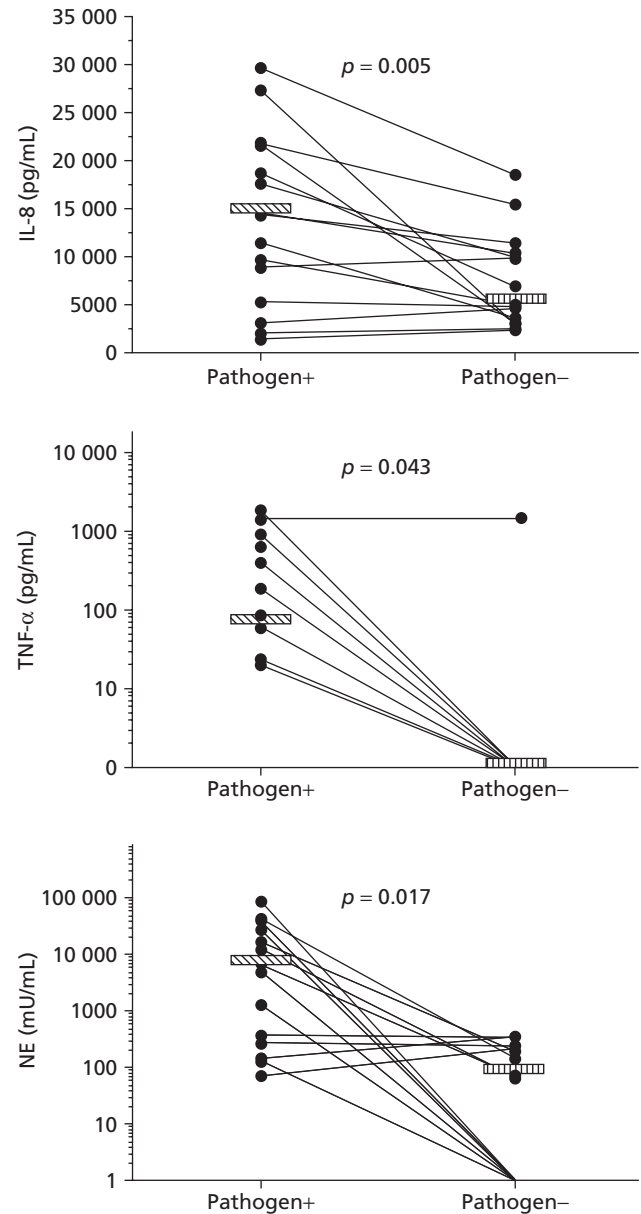 35 000
30 000
25 000
20 000
15 000
10 000
5000
0
IL-8 (pg/mL)
p = 0.005
Pathogen+ Pathogen–
10 000
1000
100
10
0
TNF-α (pg/mL)
p = 0.043
Pathogen+ Pathogen–
100 000
10 000
1000
100
10
1
NE (mU/mL)
p = 0.017
Pathogen+ Pathogen–